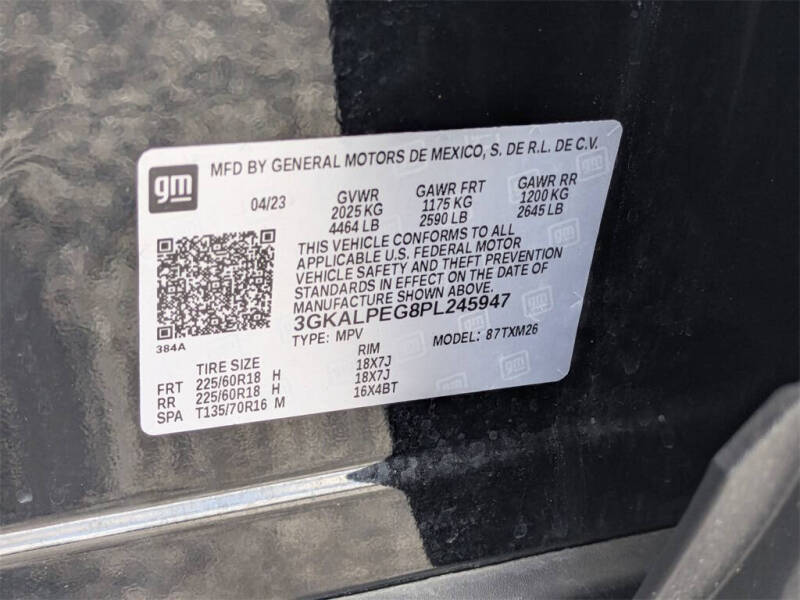 gm MFD BY GENERAL MOTORS DE MEXICO, S. DE R.L. DE C.V.
04/23 GVWR GAWR FRT GAWR RR
2025 KG 1175 KG 1200 KG
4464 LB 2590 LB 2645 LB
THIS VEHICLE CONFORMS TO ALL
APPLICABLE U.S. FEDERAL MOTOR
VEHICLE SAFETY AND THEFT PREVENTION
STANDARDS IN EFFECT ON THE DATE OF
MANUFACTURE SHOWN ABOVE.
3GKALPEG8PL245947
384A
TYPE: MPV MODEL: 87TXM26
TIRE SIZE RIM
FRT 225/60R18 H 18X7J
RR 225/60R18 H 18X7J
SPA T135/70R16 M 16X4BT